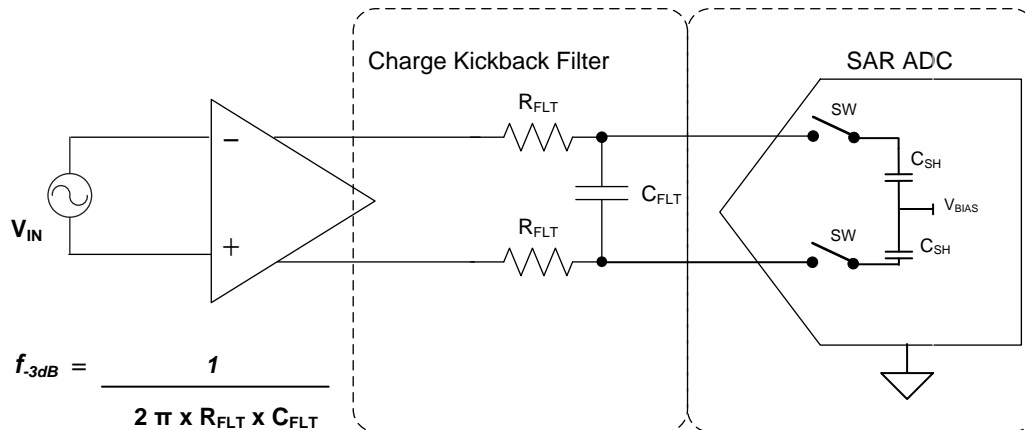 Charge Kickback Filter
SAR ADC
R_FLT
SW
−
C_SH
C_FLT
V_BIAS
V_IN
R_FLT
SW
+
C_SH
f_-3dB = 1
2 π x R_FLT x C_FLT